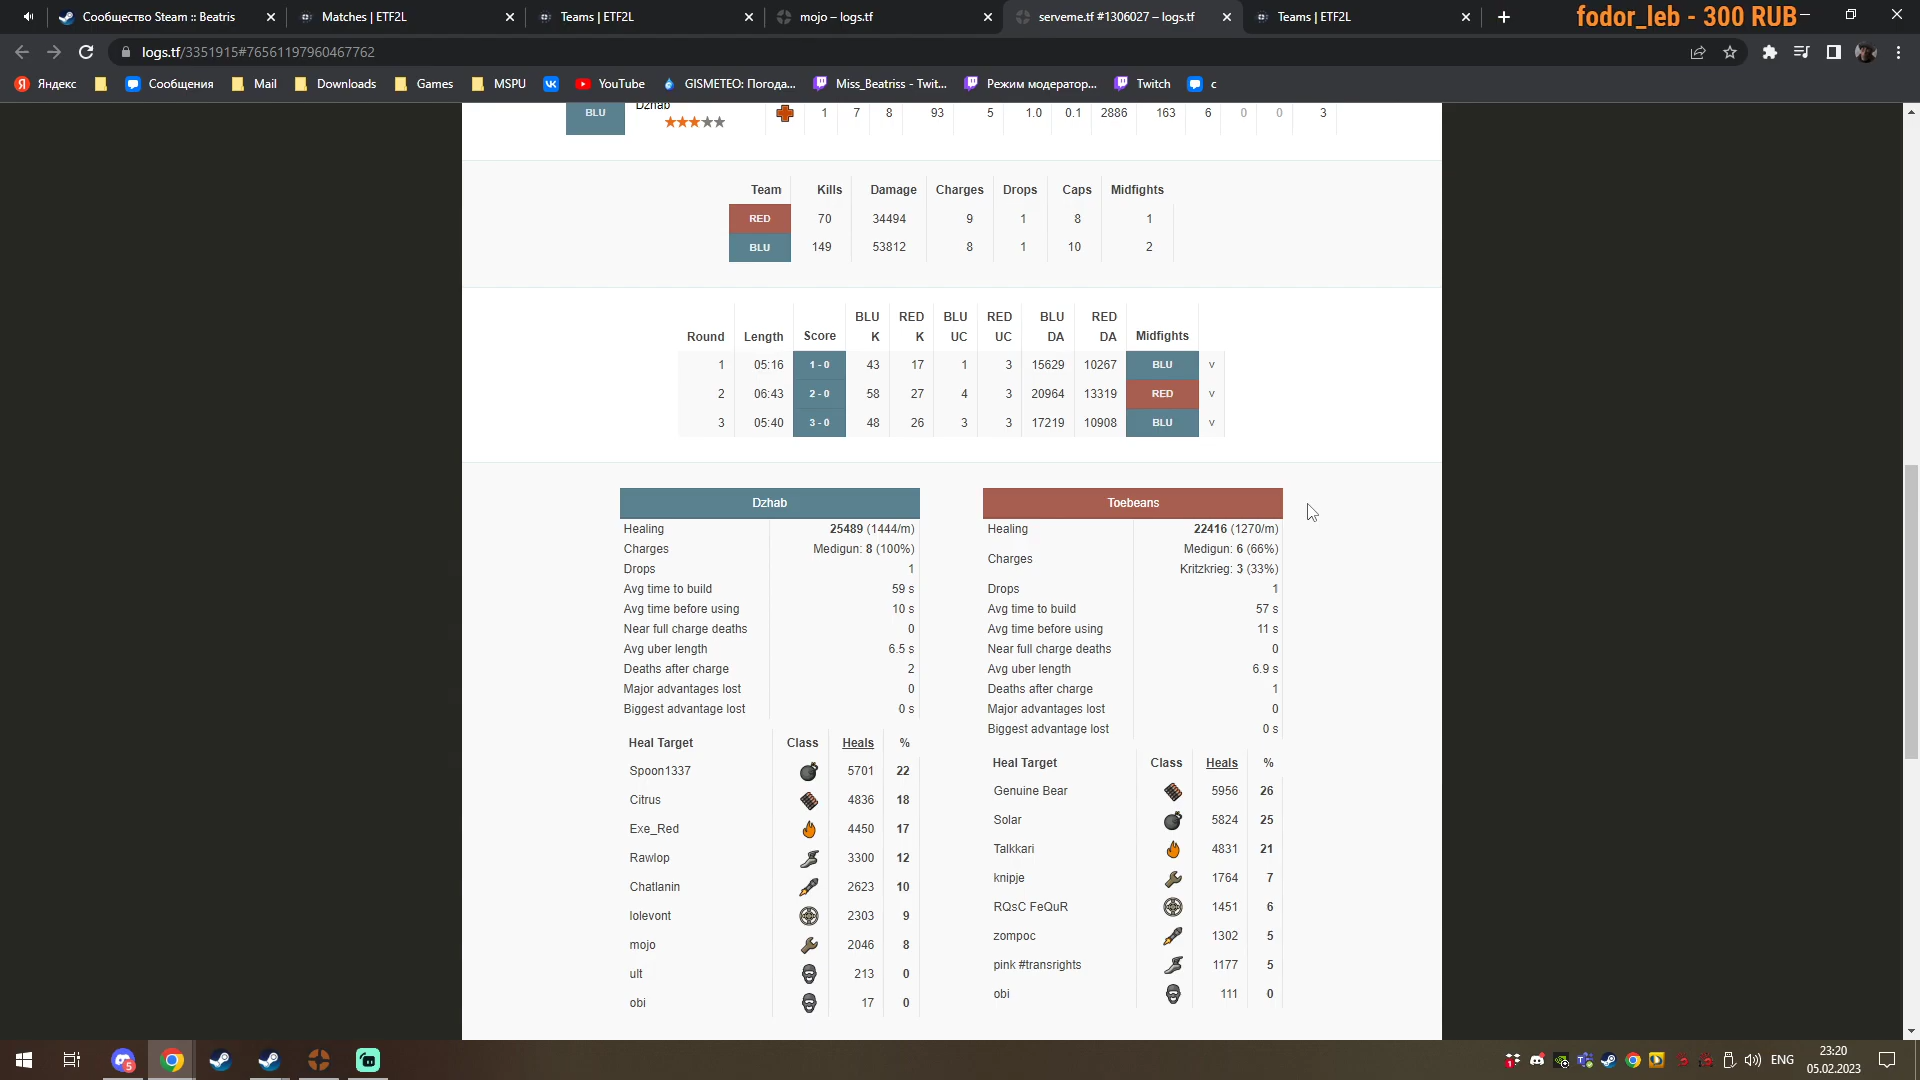 Сообщество Steam :: Beatris
Matches | ETF2L
Teams | ETF2L
mojo – logs.tf
serveme.tf #1306027 – logs.tf
Teams | ETF2L
fodor_leb - 300 RUB
logs.tf/3351915#76561197960467762
Яндекс
Сообщения
Mail
Downloads
Games
MSPU
YouTube
GISMETEO: Погода...
Miss_Beatriss - Twit...
Режим модератор...
Twitch
c
BLU Dzhab 1 7 8 93 5 1.0 0.1 2886 163 6 0 0 3
Team Kills Damage Charges Drops Caps Midfights
RED 70 34494 9 1 8 1
BLU 149 53812 8 1 10 2
BLU RED BLU RED BLU RED
Round Length Score K K UC UC DA DA Midfights
1 05:16 1 - 0 43 17 1 3 15629 10267 BLU v
2 06:43 2 - 0 58 27 4 3 20964 13319 RED v
3 05:40 3 - 0 48 26 3 3 17219 10908 BLU v
Dzhab
Healing 25489 (1444/m)
Charges Medigun: 8 (100%)
Drops 1
Avg time to build 59 s
Avg time before using 10 s
Near full charge deaths 0
Avg uber length 6.5 s
Deaths after charge 2
Major advantages lost 0
Biggest advantage lost 0 s
Heal Target Class Heals %
Spoon1337 5701 22
Citrus 4836 18
Exe_Red 4450 17
Rawlop 3300 12
Chatlanin 2623 10
lolevont 2303 9
mojo 2046 8
ult 213 0
obi 17 0
Toebeans
Healing 22416 (1270/m)
Charges Medigun: 6 (66%)
Kritzkrieg: 3 (33%)
Drops 1
Avg time to build 57 s
Avg time before using 11 s
Near full charge deaths 0
Avg uber length 6.9 s
Deaths after charge 1
Major advantages lost 0
Biggest advantage lost 0 s
Heal Target Class Heals %
Genuine Bear 5956 26
Solar 5824 25
Talkkari 4831 21
knipje 1764 7
RQsC FeQuR 1451 6
zompoc 1302 5
pink #transrights 1177 5
obi 111 0
5
ENG
23:20
05.02.2023